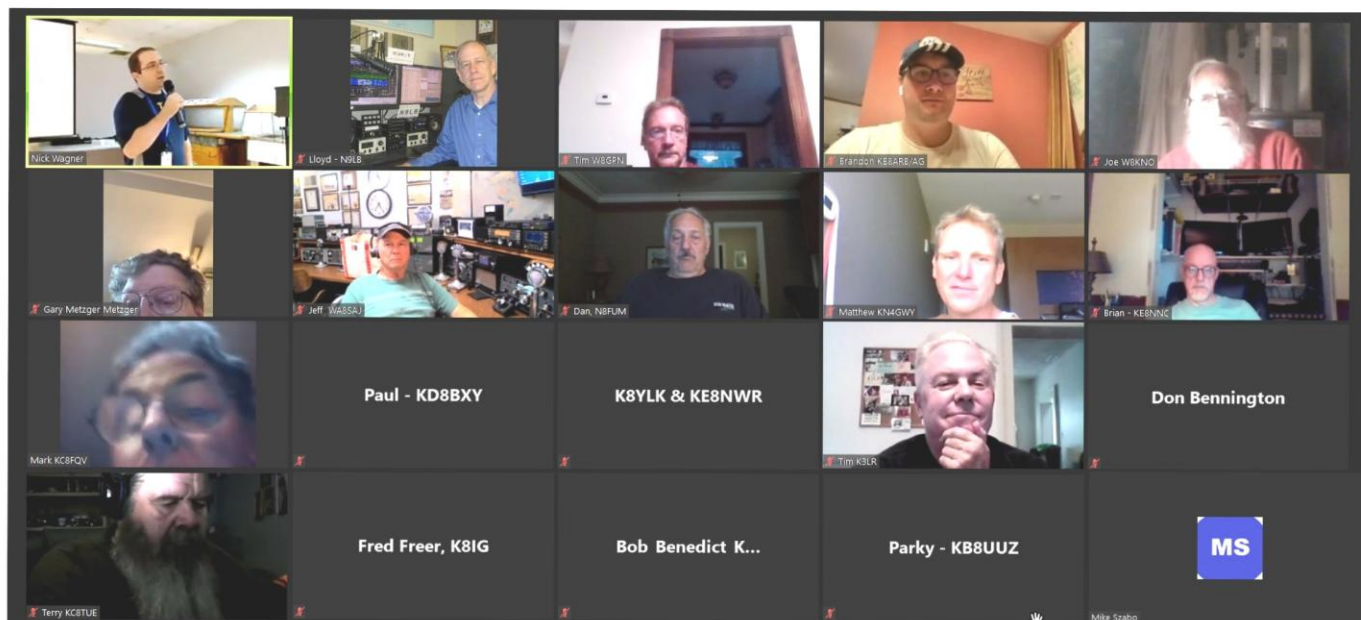 Nick Wagner
Lloyd - N9LB
Tim W8GPN
Brandon KE8ARB/AG
Joe W8KNO
Gary Metzger Metzger
Jeff WA8SAJ
Dan, N8FUM
Matthew KN4GWY
Brian - KE8NNC
Mark KC8FQV
Paul - KD8BXY
K8YLK & KE8NWR
Tim K3LR
Don Bennington
Terry KC8TUE
Fred Freer, K8IG
Bob Benedict K...
Parky - KB8UUZ
MS
Mike Szabo